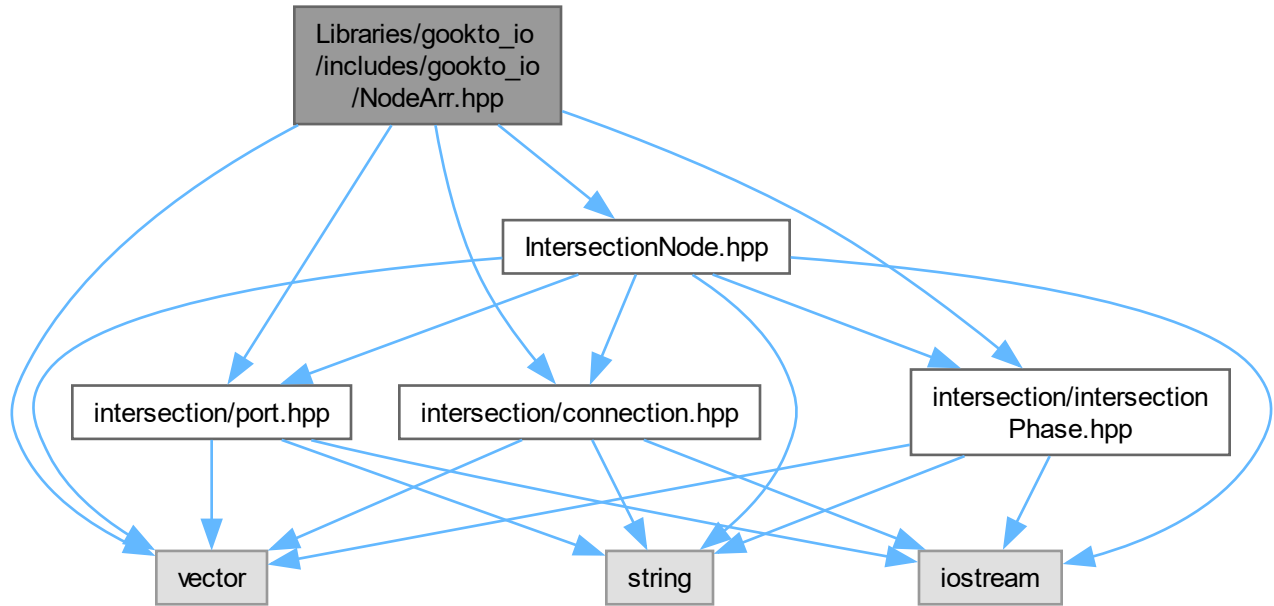 Libraries/gookto_io
/includes/gookto_io
/NodeArr.hpp
IntersectionNode.hpp
intersection/port.hpp
intersection/connection.hpp
intersection/intersection
Phase.hpp
vector
string
iostream